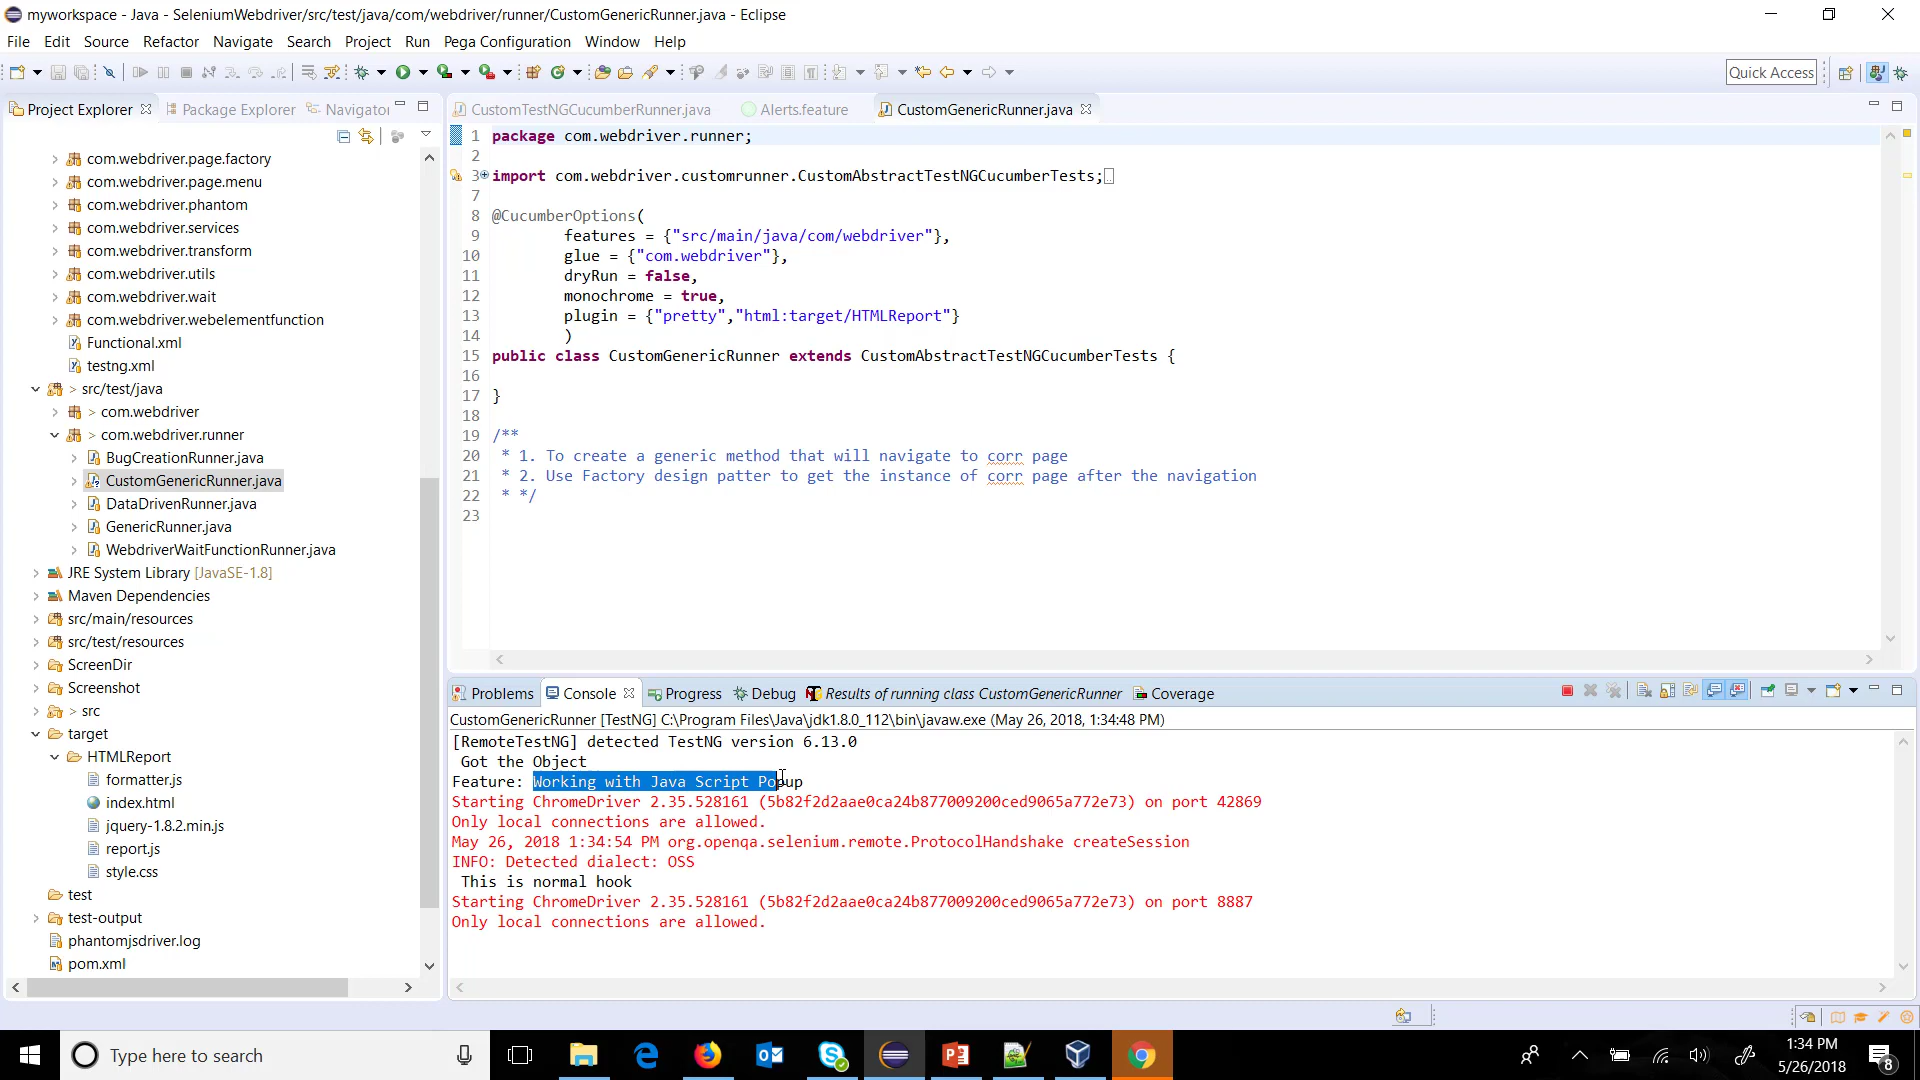 myworkspace - Java - SeleniumWebdriver/src/test/java/com/webdriver/runner/CustomGenericRunner.java - Eclipse
File Edit Source Refactor Navigate Search Project Run Pega Configuration Window Help
Quick Access
Project Explorer Package Explorer Navigator
CustomTestNGCucumberRunner.java Alerts.feature CustomGenericRunner.java
com.webdriver.page.factory
com.webdriver.page.menu
com.webdriver.phantom
com.webdriver.services
com.webdriver.transform
com.webdriver.utils
com.webdriver.wait
com.webdriver.webelementfunction
Functional.xml
testng.xml
> src/test/java
> com.webdriver
> com.webdriver.runner
BugCreationRunner.java
CustomGenericRunner.java
DataDrivenRunner.java
GenericRunner.java
WebdriverWaitFunctionRunner.java
JRE System Library [JavaSE-1.8]
Maven Dependencies
src/main/resources
src/test/resources
ScreenDir
Screenshot
> src
target
HTMLReport
formatter.js
index.html
jquery-1.8.2.min.js
report.js
style.css
test
test-output
phantomjsdriver.log
pom.xml
1 package com.webdriver.runner;
2
3 import com.webdriver.customrunner.CustomAbstractTestNGCucumberTests;
7
8 @CucumberOptions(
9 features = {"src/main/java/com/webdriver"},
10 glue = {"com.webdriver"},
11 dryRun = false,
12 monochrome = true,
13 plugin = {"pretty","html:target/HTMLReport"}
14 )
15 public class CustomGenericRunner extends CustomAbstractTestNGCucumberTests {
16
17 }
18
19 /**
20 * 1. To create a generic method that will navigate to corr page
21 * 2. Use Factory design patter to get the instance of corr page after the navigation
22 * */
23
Problems Console Progress Debug Results of running class CustomGenericRunner Coverage
CustomGenericRunner [TestNG] C:\Program Files\Java\jdk1.8.0_112\bin\javaw.exe (May 26, 2018, 1:34:48 PM)
[RemoteTestNG] detected TestNG version 6.13.0
Got the Object
Feature: Working with Java Script Popup
Starting ChromeDriver 2.35.528161 (5b82f2d2aae0ca24b877009200ced9065a772e73) on port 42869
Only local connections are allowed.
May 26, 2018 1:34:54 PM org.openqa.selenium.remote.ProtocolHandshake createSession
INFO: Detected dialect: OSS
This is normal hook
Starting ChromeDriver 2.35.528161 (5b82f2d2aae0ca24b877009200ced9065a772e73) on port 8887
Only local connections are allowed.
Type here to search
1:34 PM
5/26/2018
8